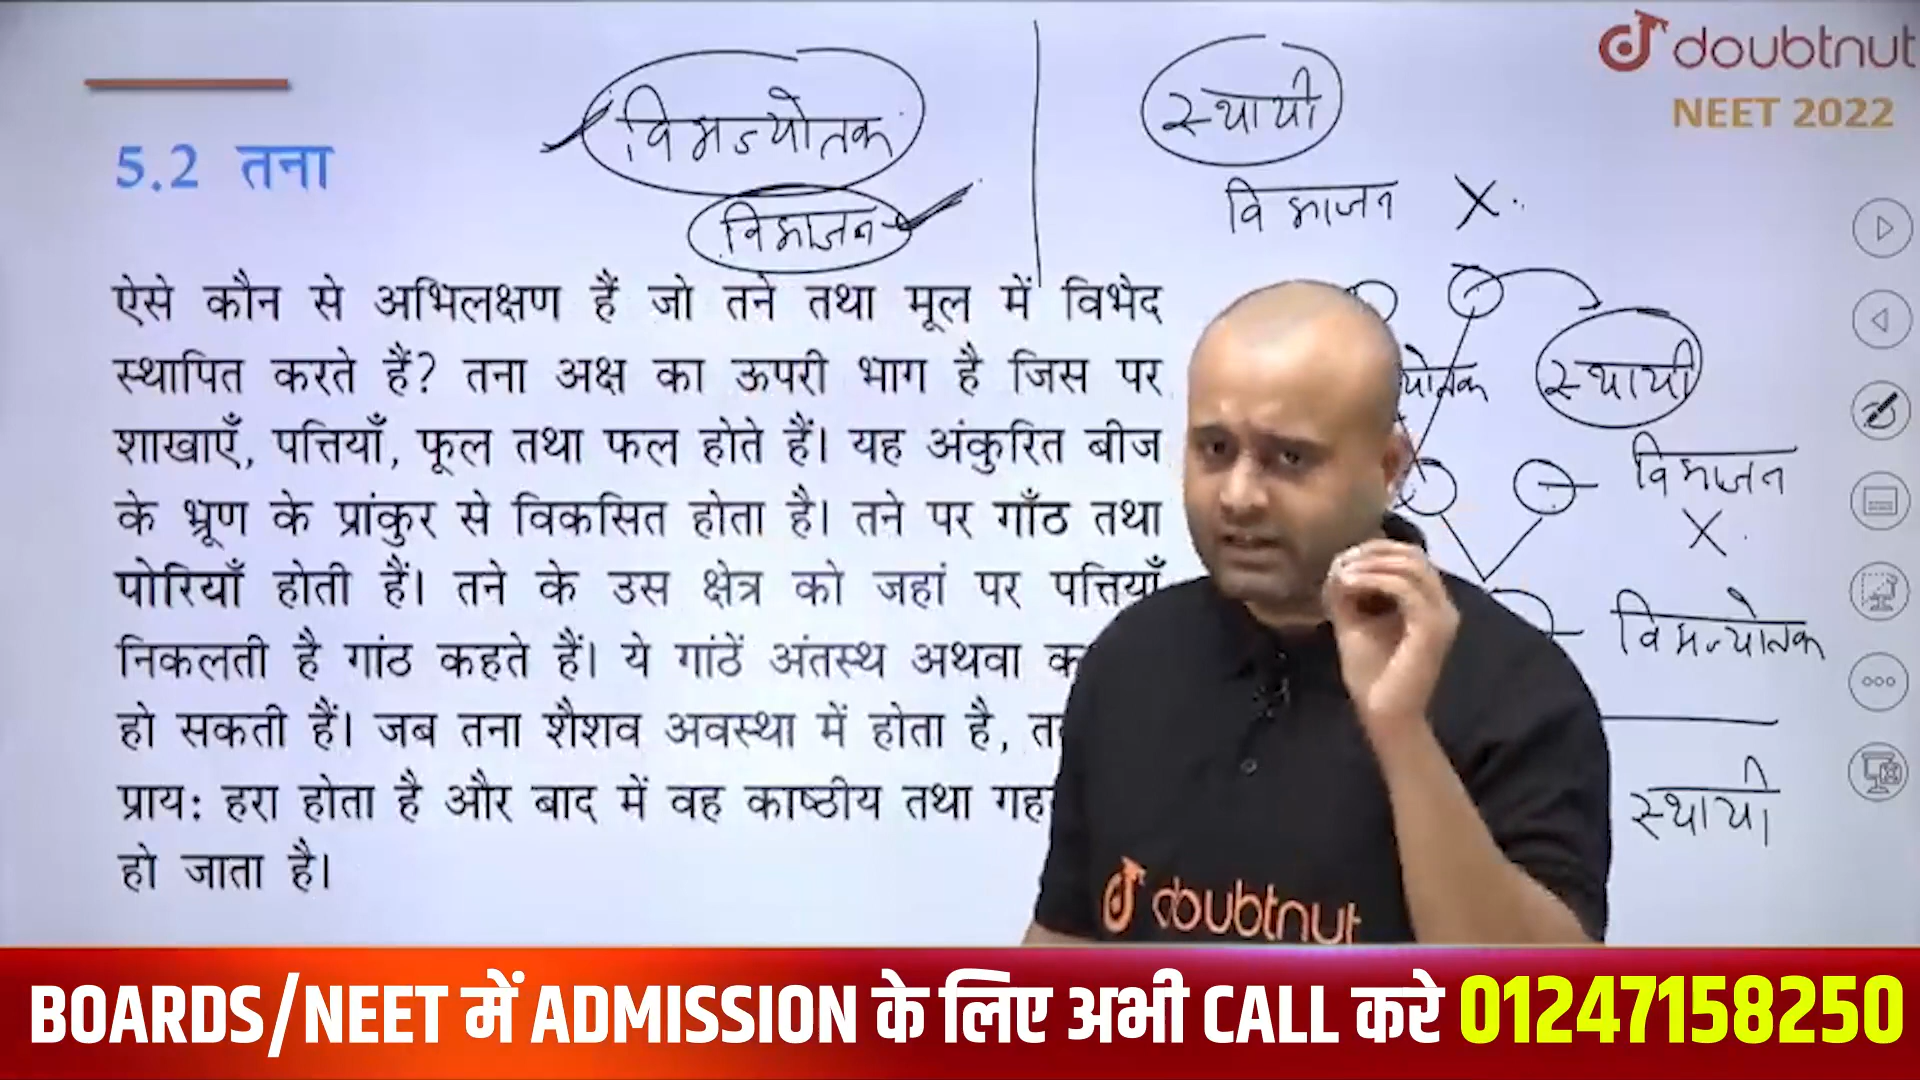 doubtnut
NEET 2022
विभज्योतक
स्थायी
विभाजन
विभाजन X
5.2 तना
ऐसे कौन से अभिलक्षण हैं जो तने तथा मूल में विभेद
स्थापित करते हैं? तना अक्ष का ऊपरी भाग है जिस पर
शाखाएँ, पत्तियाँ, फूल तथा फल होते हैं। यह अंकुरित बीज
के भ्रूण के प्रांकुर से विकसित होता है। तने पर गाँठ तथा
पोरियाँ होती हैं। तने के उस क्षेत्र को जहां पर पत्तियाँ
निकलती है गांठ कहते हैं। ये गांठें अंतस्थ अथवा
हो सकती हैं। जब तना शैशव अवस्था में होता है,
प्राय: हरा होता है और बाद में वह काष्ठीय तथा
हो जाता है।
स्थायी
विभाजन
X
विभज्योतक
स्थायी
doubtnut
BOARDS/NEET में ADMISSION के लिए अभी CALL करे 01247158250